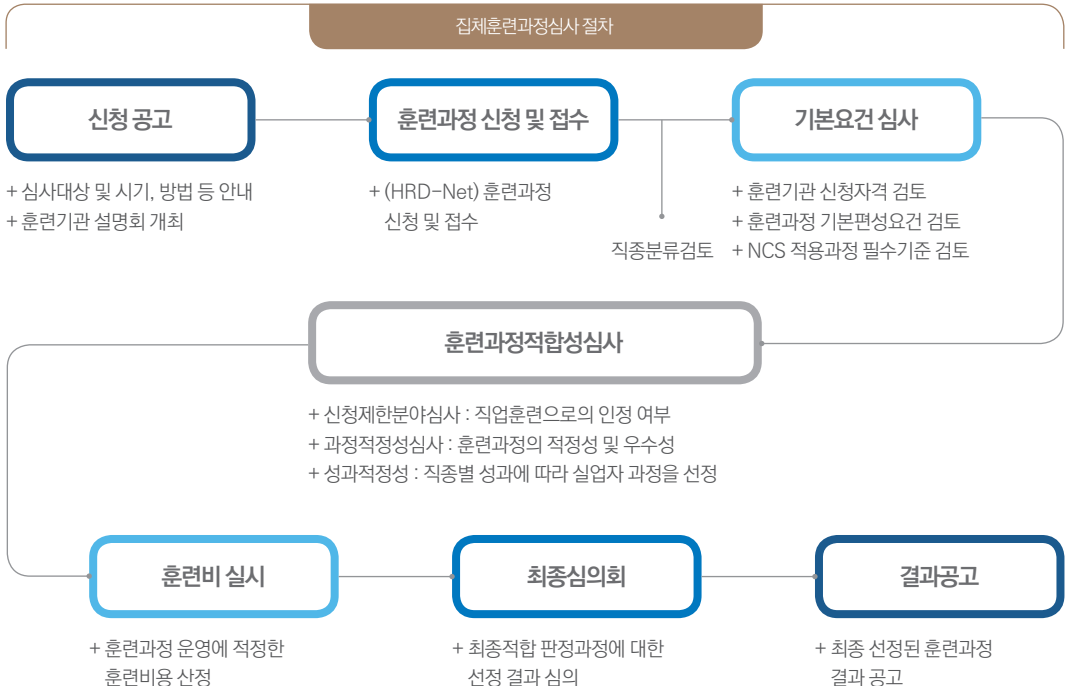 집체훈련과정심사 절차
신청 공고
+ 심사대상 및 시기, 방법 등 안내
+ 훈련기관 설명회 개최
훈련과정 신청 및 접수
+ (HRD-Net) 훈련과정
신청 및 접수
직종분류검토
기본요건 심사
+ 훈련기관 신청자격 검토
+ 훈련과정 기본편성요건 검토
+ NCS 적용과정 필수기준 검토
훈련과정적합성심사
+ 신청제한분야심사 : 직업훈련으로의 인정 여부
+ 과정적정성심사 : 훈련과정의 적정성 및 우수성
+ 성과적정성 : 직종별 성과에 따라 실업자 과정을 선정
훈련비 실시
+ 훈련과정 운영에 적정한
훈련비용 산정
최종심의회
+ 최종적합 판정과정에 대한
선정 결과 심의
결과공고
+ 최종 선정된 훈련과정
결과 공고